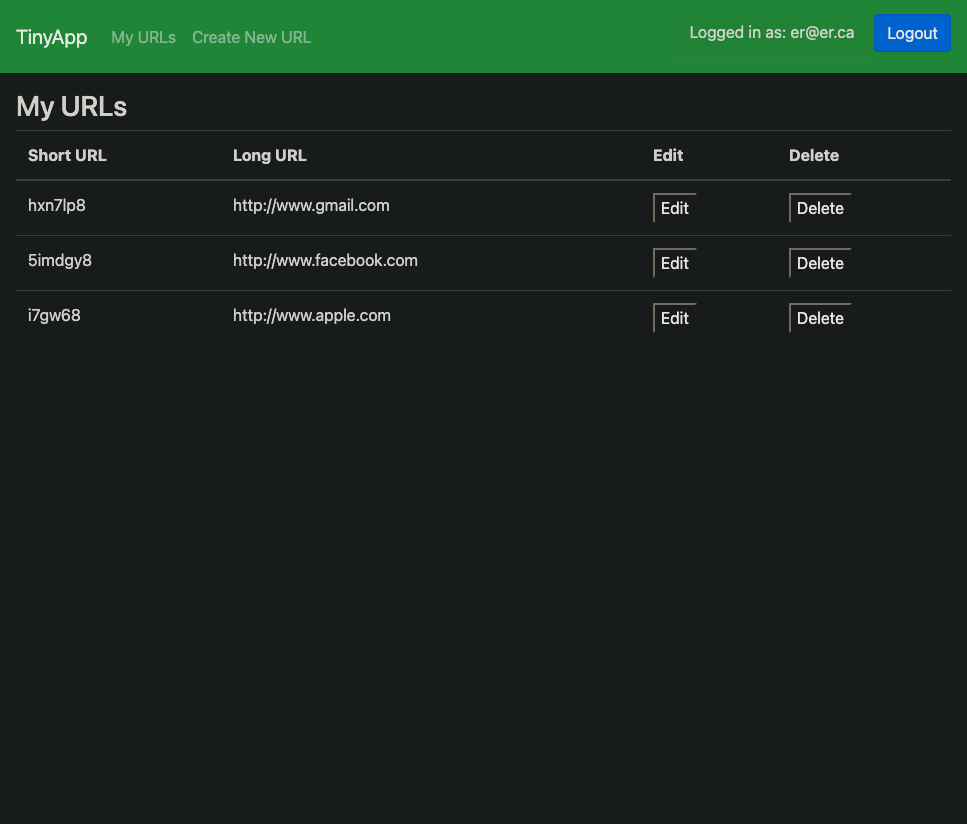 TinyApp My URLs Create New URL Logged in as: er@er.ca Logout
My URLs
Short URL Long URL Edit Delete
hxn7lp8 http://www.gmail.com Edit Delete
5imdgy8 http://www.facebook.com Edit Delete
i7gw68 http://www.apple.com Edit Delete